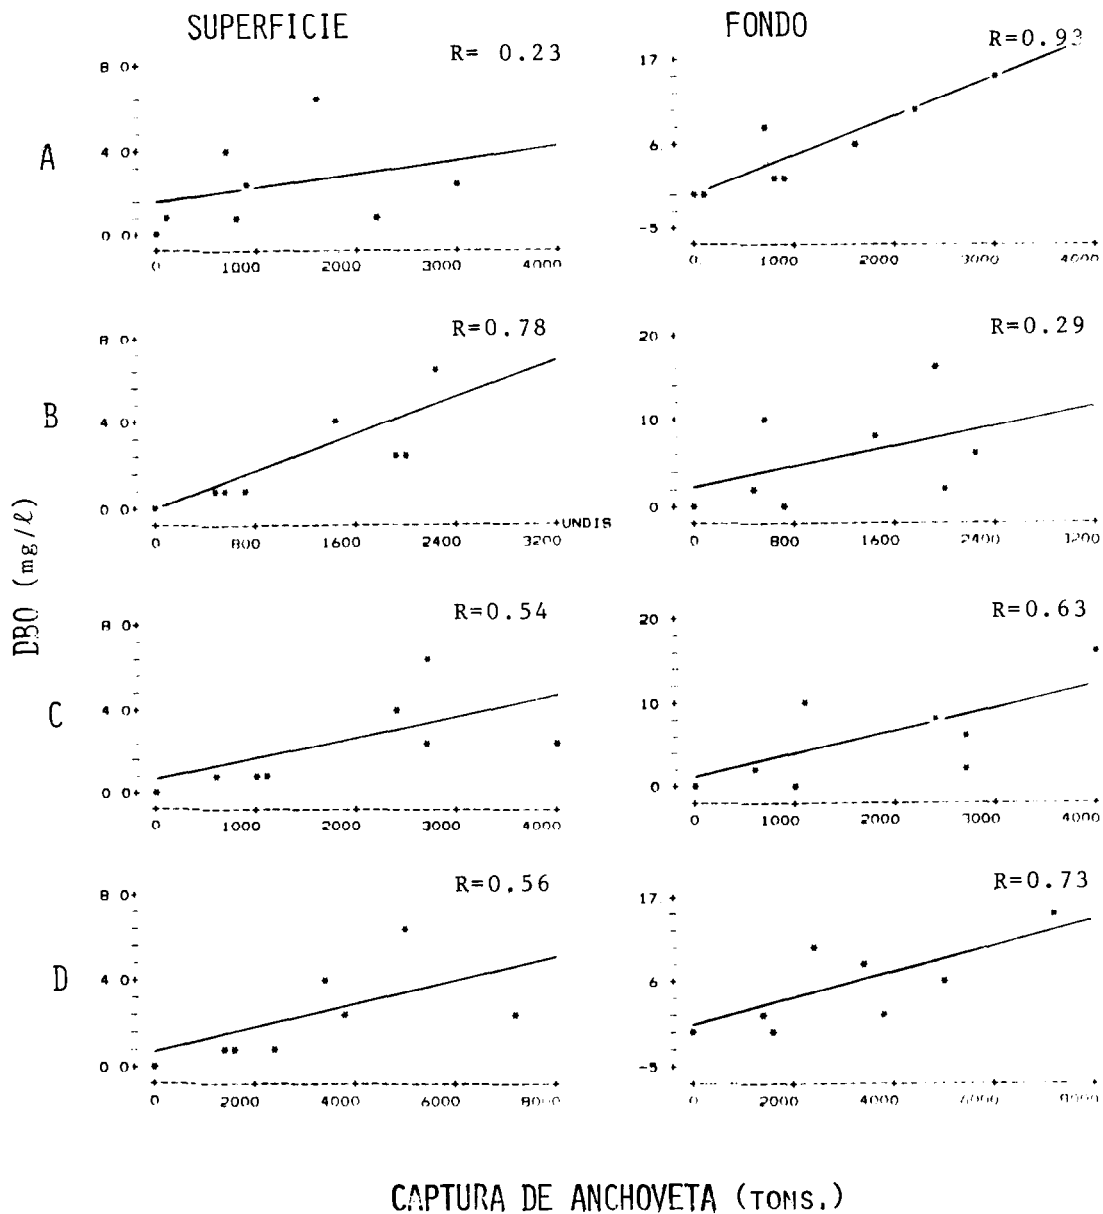 SUPERFICIE FONDO
R= 0.23 R=0.93
8 0+ 17
A 4 0+ 6.
0 0+ -5
0 1000 2000 3000 4000 0 1000 2000 3000 4000
R=0.78 R=0.29
8 0+ 20 +
B 4 0+ 10 +
0 0+ 0 +
0 800 1600 2400 3200 UNDIS 0 800 1600 2400 3200
DBO (mg/ℓ)
R=0.54 R=0.63
8 0+ 20 +
C 4 0+ 10 +
0 0+ 0 +
0 1000 2000 3000 4000 0 1000 2000 3000 4000
R=0.56 R=0.73
8 0+ 17. +
D 4 0+ 6 +
0 0+ -5 +
0 2000 4000 6000 8000 0 2000 4000 6000 8000
CAPTURA DE ANCHOVETA (TONS.)